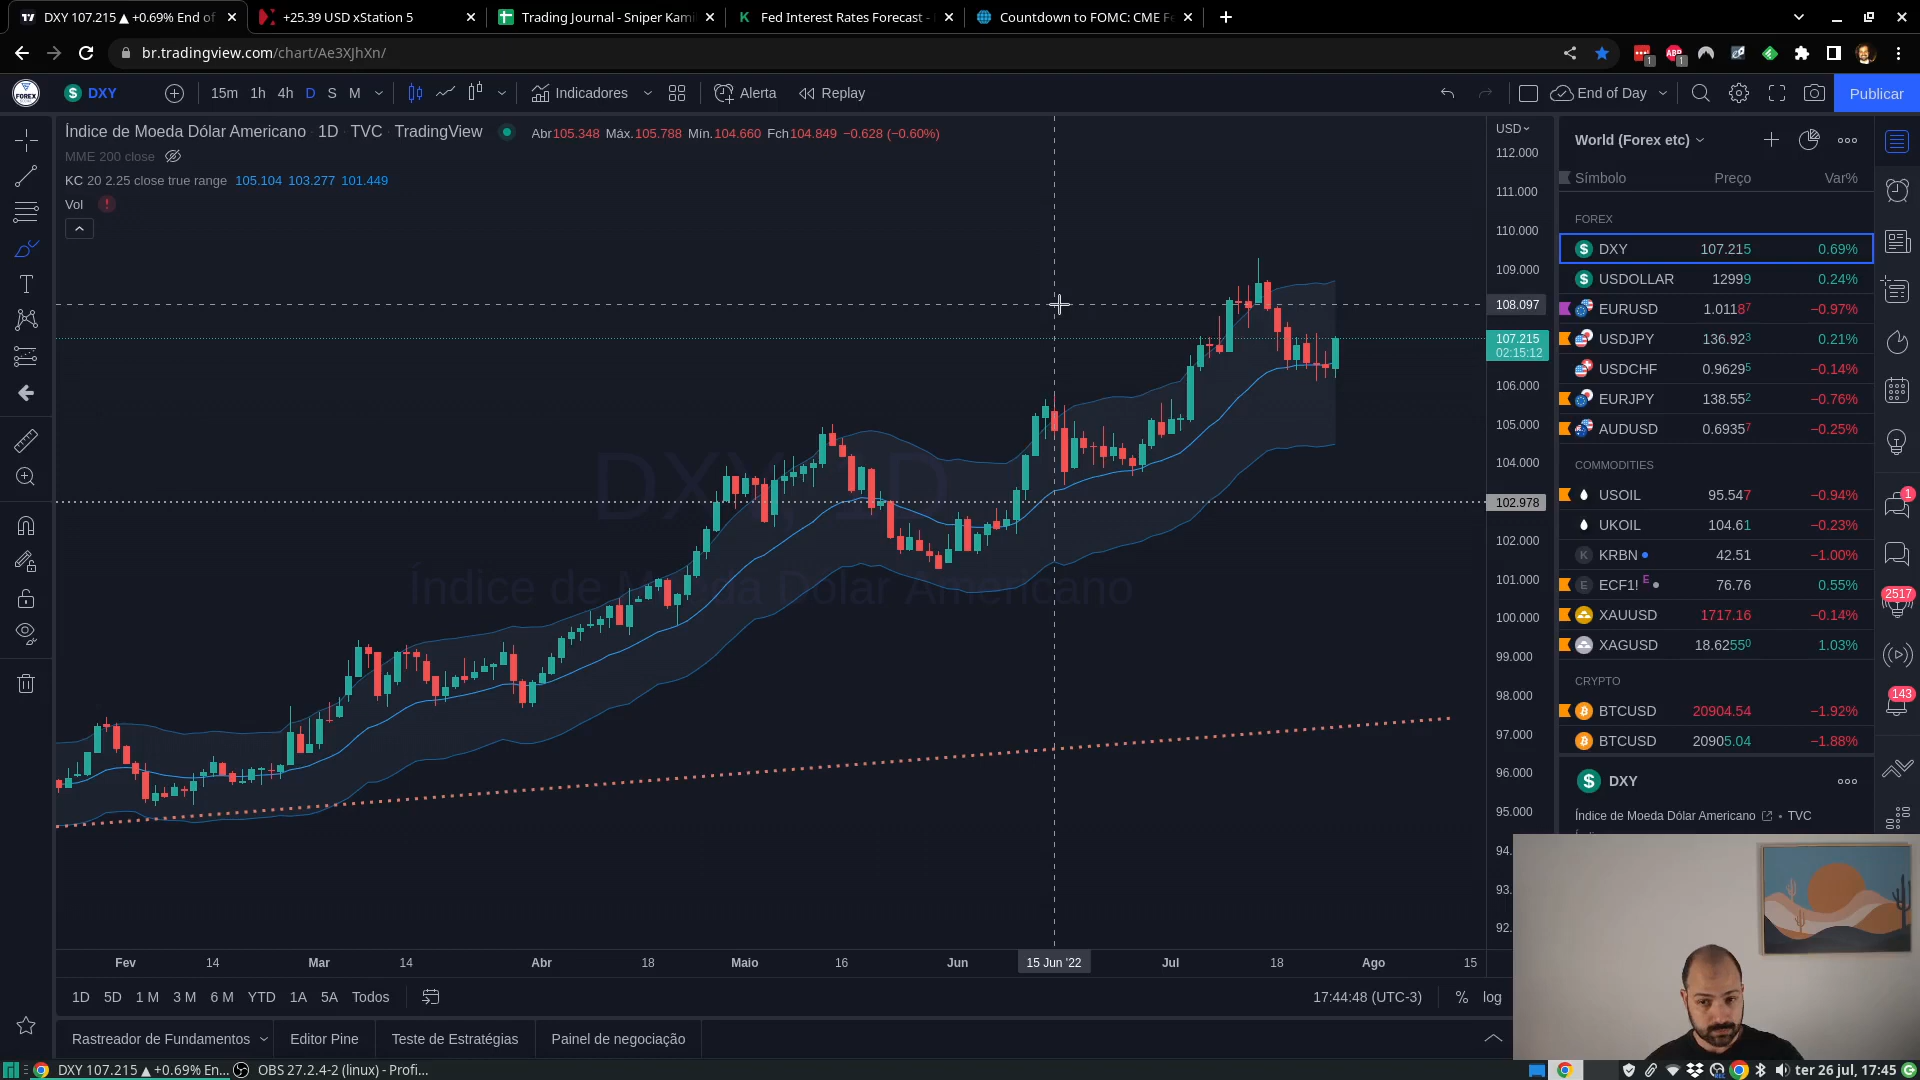 DXY 107.215 ▲ +0.69% End of
+25.39 USD xStation 5
Trading Journal - Sniper Kami
Fed Interest Rates Forecast -
Countdown to FOMC: CME Fe
br.tradingview.com/chart/Ae3XJhXn/
DXY
15m 1h 4h D S M
Indicadores
Alerta
Replay
End of Day
Publicar
Índice de Moeda Dólar Americano 1D TVC TradingView
Abr105.348 Máx.105.788 Mín.104.660 Fch104.849 −0.628 (−0.60%)
MME 200 close
KC 20 2.25 close true range 105.104 103.277 101.449
Vol
DXY, 1D
Índice de Moeda Dólar Americano
USD
112.000
111.000
110.000
109.000
108.097
107.215
02:15:12
106.000
105.000
104.000
102.978
102.000
101.000
100.000
99.000
98.000
97.000
96.000
95.000
94.
93.
92.
Fev 14 Mar 14 Abr 18 Maio 16 Jun 15 Jun '22 Jul 18 Ago 15
1D 5D 1 M 3 M 6 M YTD 1A 5A Todos
17:44:48 (UTC-3) % log
Rastreador de Fundamentos
Editor Pine
Teste de Estratégias
Painel de negociação
World (Forex etc)
Símbolo Preço Var%
FOREX
DXY 107.215 0.69%
USDOLLAR 12999 0.24%
EURUSD 1.01187 −0.97%
USDJPY 136.923 0.21%
USDCHF 0.96295 −0.14%
EURJPY 138.552 −0.76%
AUDUSD 0.69357 −0.25%
COMMODITIES
USOIL 95.547 −0.94%
UKOIL 104.61 −0.23%
KRBN 42.51 −1.00%
ECF1! E 76.76 0.55%
XAUUSD 1717.16 −0.14%
XAGUSD 18.62550 1.03%
CRYPTO
BTCUSD 20904.54 −1.92%
BTCUSD 20905.04 −1.88%
DXY
Índice de Moeda Dólar Americano • TVC
1
2517
143
DXY 107.215 ▲ +0.69% En...
OBS 27.2.4-2 (linux) - Profi...
ter 26 jul, 17:45